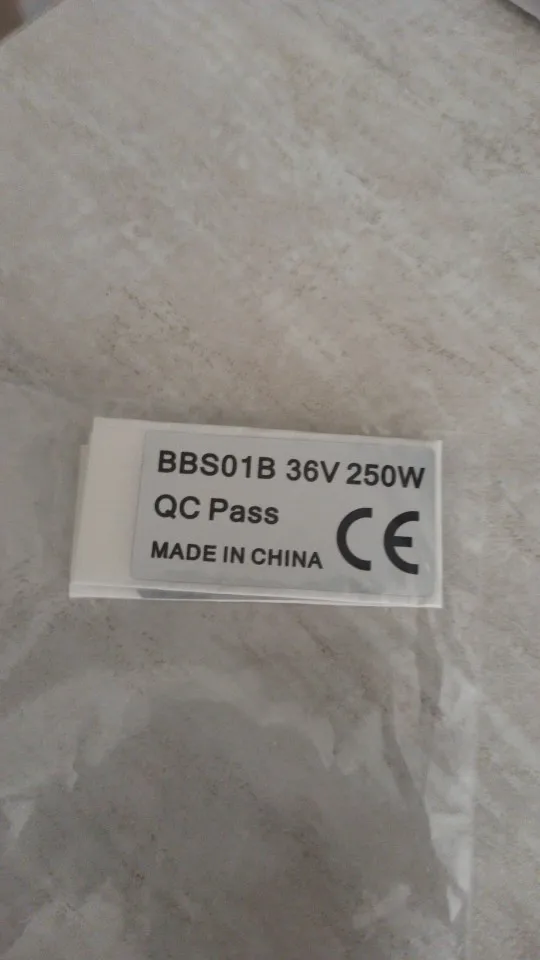 BBS01B 36V 250W
QC Pass
MADE IN CHINA CE